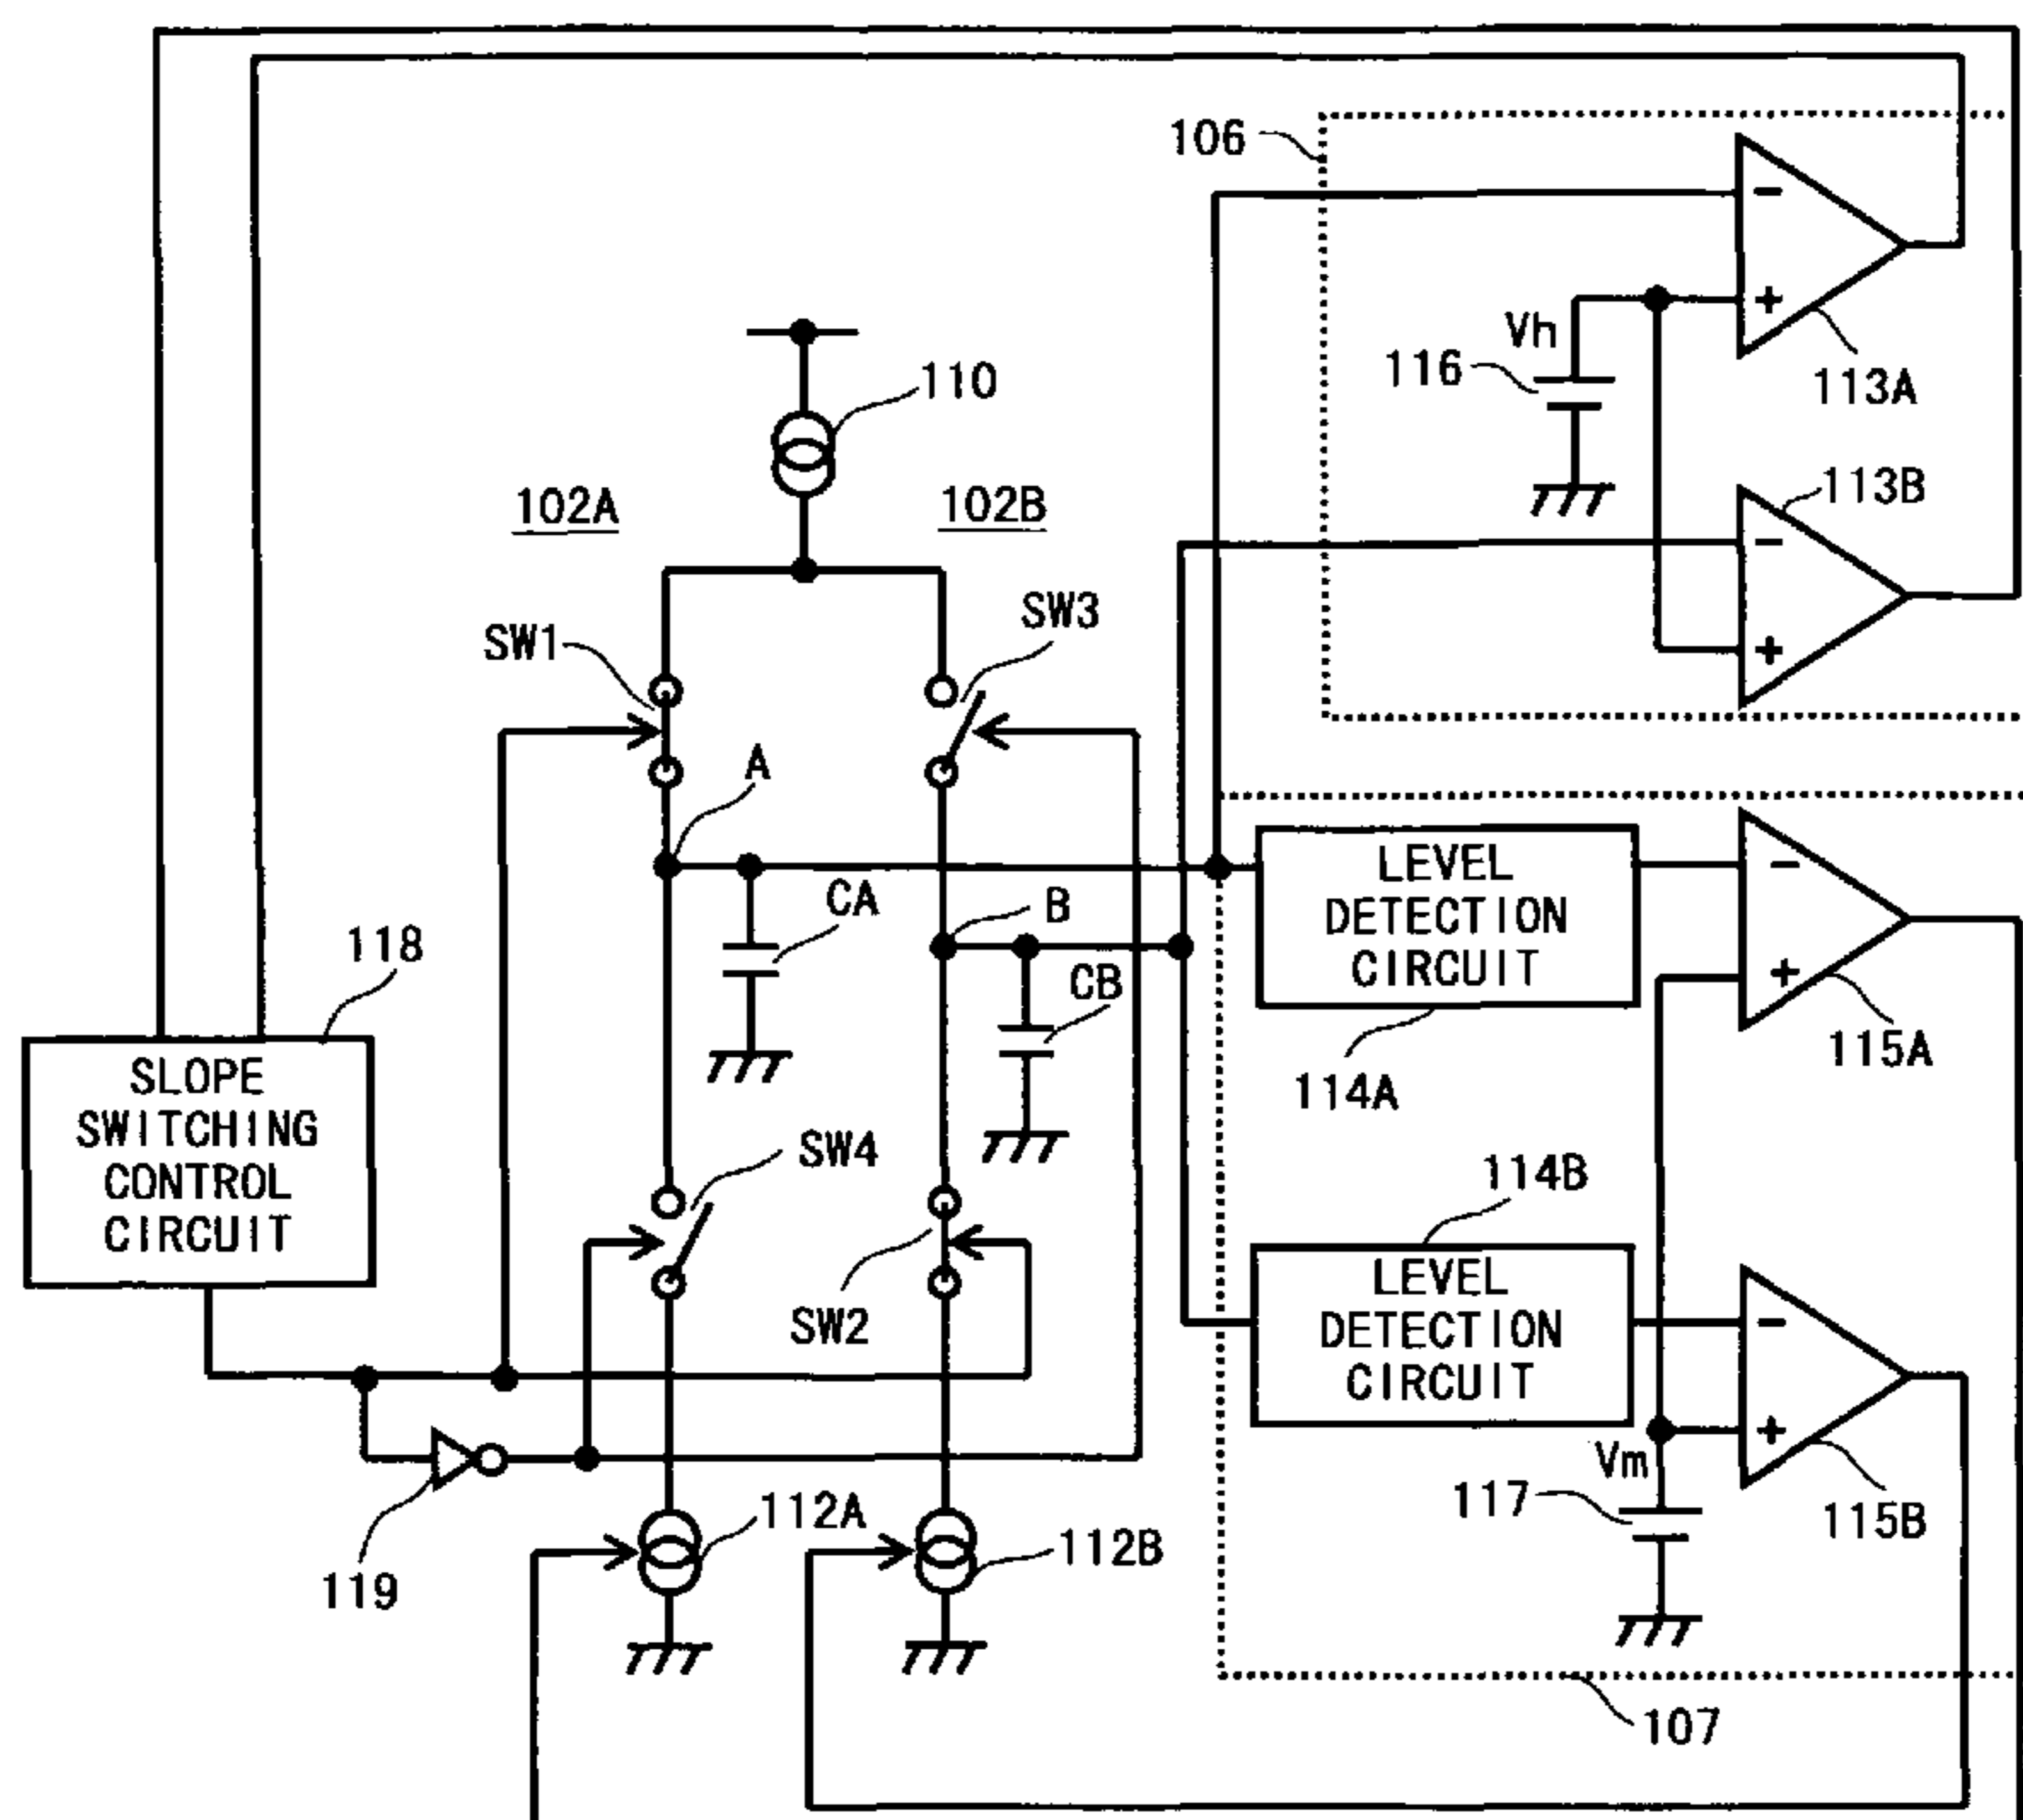 106
-
+
Vh
116
113A
110
113B
-
+
102A
102B
SW1
SW3
A
CA
B
CB
LEVEL
DETECTION
CIRCUIT
-
+
115A
114A
118
SLOPE
SWITCHING
CONTROL
CIRCUIT
SW4
SW2
114B
LEVEL
DETECTION
CIRCUIT
-
+
Vm
117
115B
119
112A
112B
107